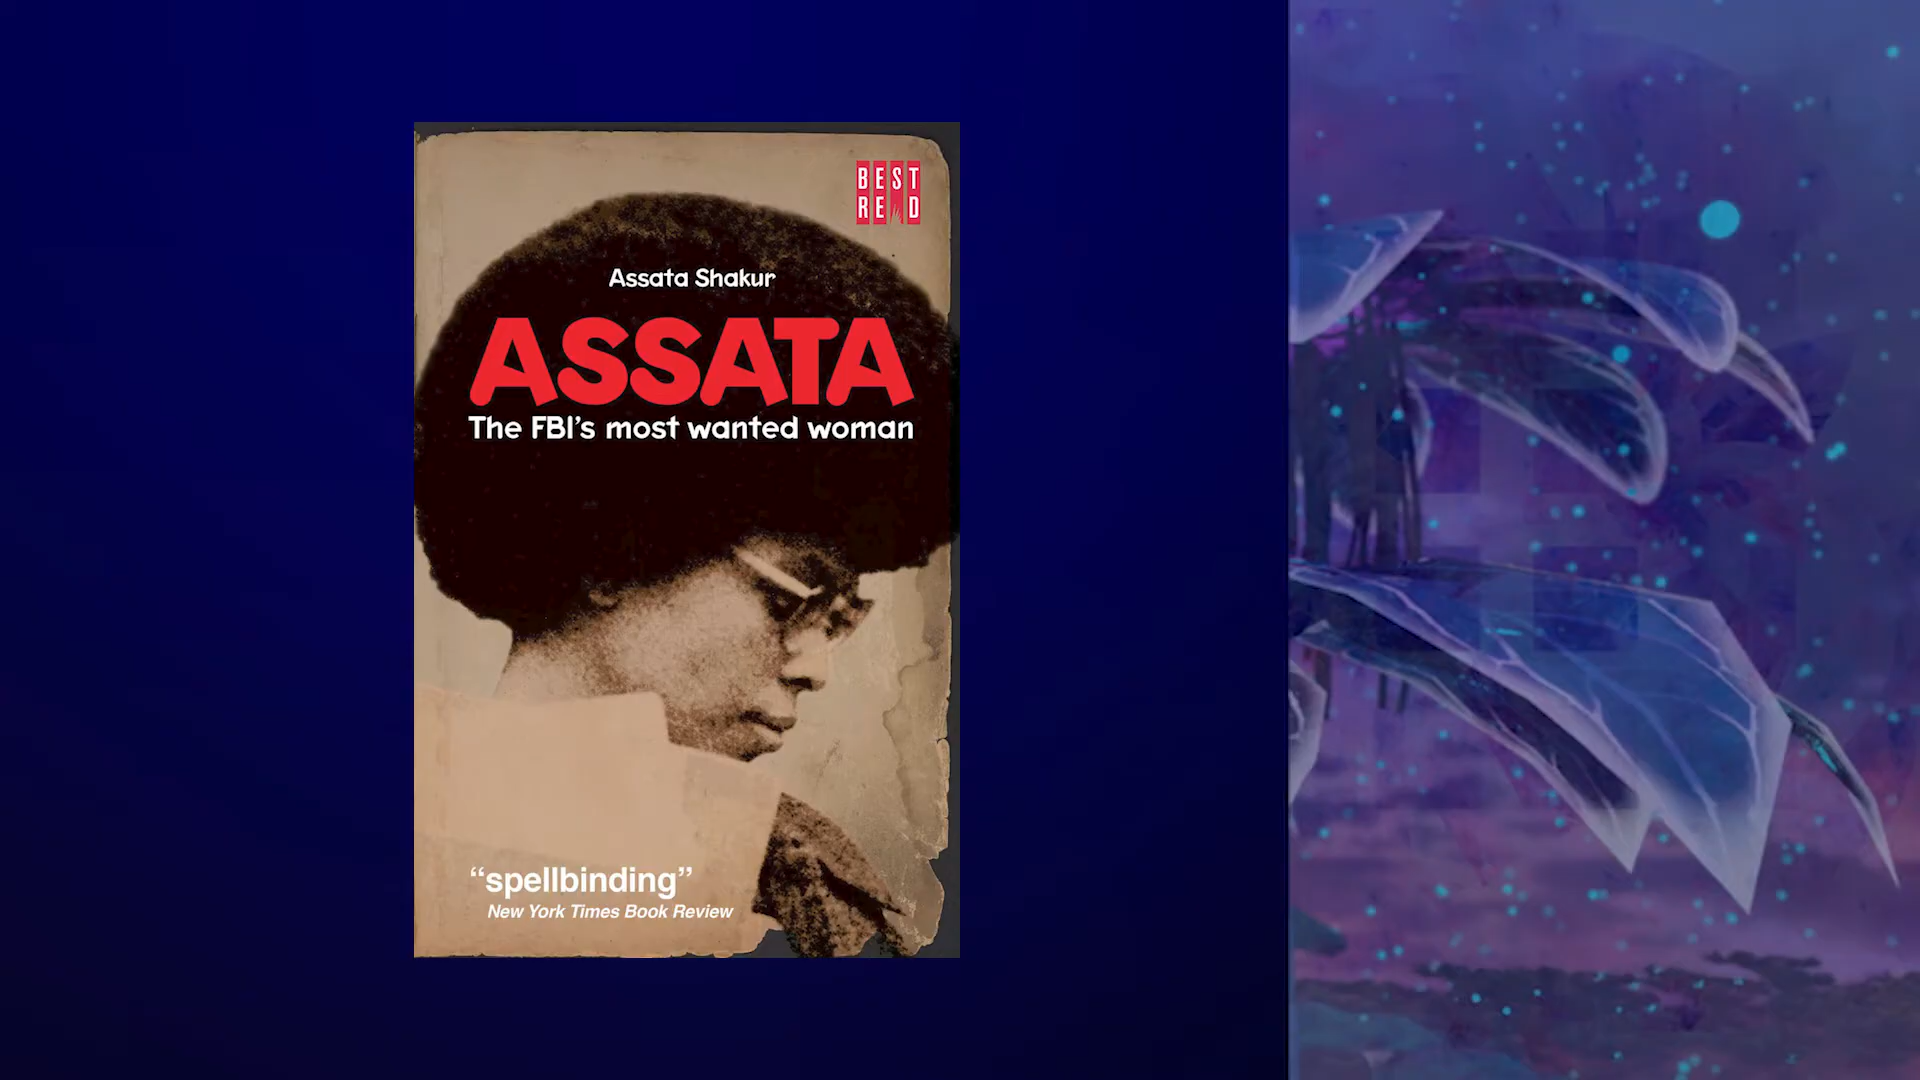 BEST
READ
Assata Shakur
ASSATA
The FBI's most wanted woman
“spellbinding”
New York Times Book Review